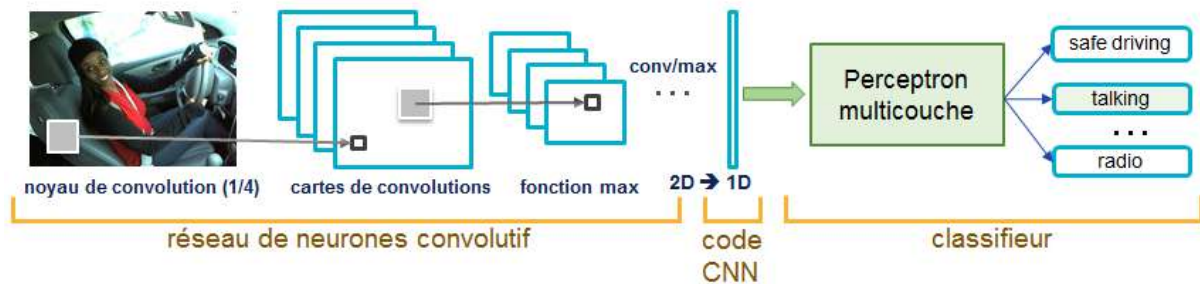 safe driving
conv/max
Perceptron
multicouche
talking
. . .
. . .
radio
noyau de convolution (1/4)
cartes de convolutions
fonction max
2D ➔ 1D
réseau de neurones convolutif
code
CNN
classifieur